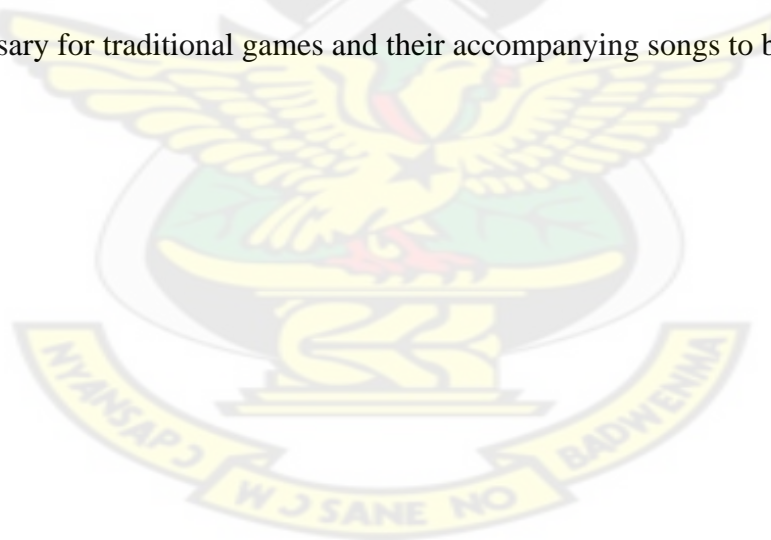 sary for traditional games and their accompanying songs to b
NYANSAPƆ
WƆSANE NO
BADWENMA